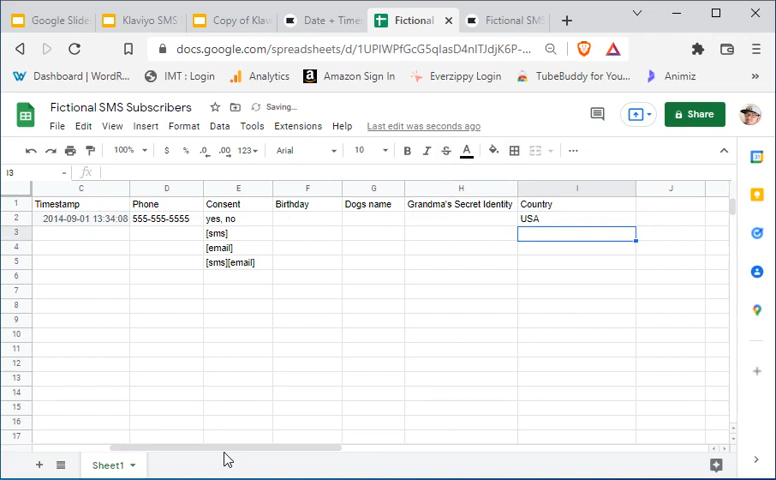 Google Slide
Klaviyo SMS
Copy of Klav
Date + Time
Fictional
Fictional SMS
docs.google.com/spreadsheets/d/1UPlWPfGcG5qlasD4nlTJdjK6P-...
Dashboard | WordR...
IMT : Login
Analytics
Amazon Sign In
Everzippy Login
TubeBuddy for You...
Animiz
Fictional SMS Subscribers
Saving...
File Edit View Insert Format Data Tools Extensions Help Last edit was seconds ago
Share
100% $ % .0 .00 123 Arial 10 B I S A
I3 fx
C D E F G H I J
1 Timestamp Phone Consent Birthday Dogs name Grandma's Secret Identity Country
2 2014-09-01 13:34:08 555-555-5555 yes, no USA
3 [sms]
4 [email]
5 [sms][email]
6
7
8
9
10
11
12
13
14
15
16
17
Sheet1